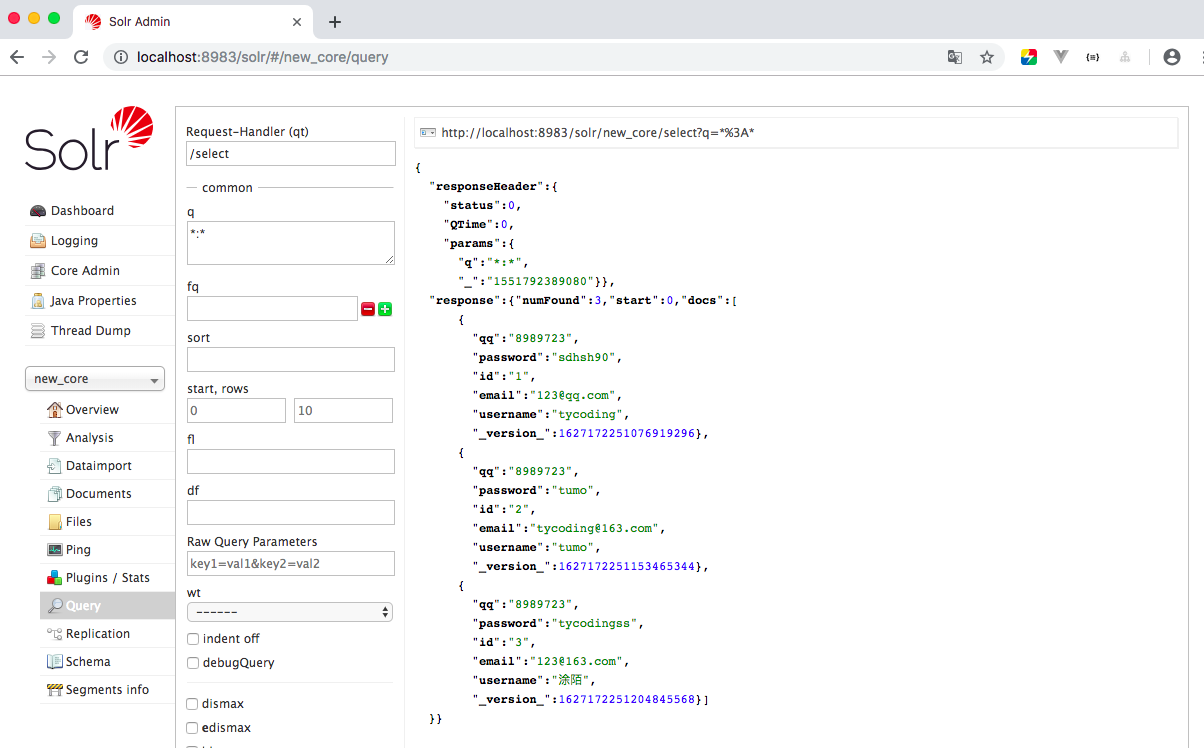 Solr Admin
localhost:8983/solr/#/new_core/query
Solr
Dashboard
Logging
Core Admin
Java Properties
Thread Dump
new_core
Overview
Analysis
Dataimport
Documents
Files
Ping
Plugins / Stats
Query
Replication
Schema
Segments info
Request-Handler (qt)
/select
common
q
*:*
fq
sort
start, rows
0 10
fl
df
Raw Query Parameters
key1=val1&key2=val2
wt
------
indent off
debugQuery
dismax
edismax
http://localhost:8983/solr/new_core/select?q=*%3A*
{
"responseHeader":{
"status":0,
"QTime":0,
"params":{
"q":"*:*",
"_":"1551792389080"}},
"response":{"numFound":3,"start":0,"docs":[
{
"qq":"8989723",
"password":"sdhsh90",
"id":"1",
"email":"123@qq.com",
"username":"tycoding",
"_version_":1627172251076919296},
{
"qq":"8989723",
"password":"tumo",
"id":"2",
"email":"tycoding@163.com",
"username":"tumo",
"_version_":1627172251153465344},
{
"qq":"8989723",
"password":"tycodingss",
"id":"3",
"email":"123@163.com",
"username":"涂陌",
"_version_":1627172251204845568}]
}}